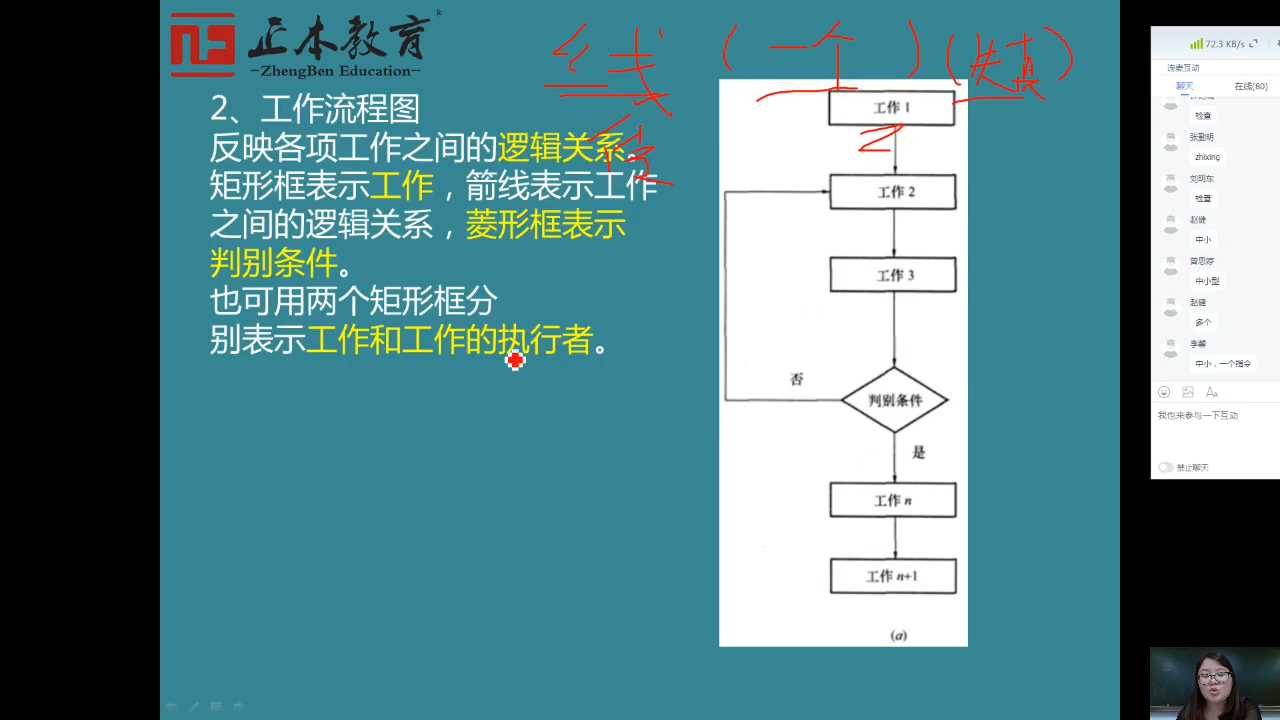 正本教育
®
-ZhengBen Education-
线 （一个）（失真）
2、工作流程图
反映各项工作之间的逻辑关系。
矩形框表示工作，箭线表示工作
之间的逻辑关系，菱形框表示
判别条件。
也可用两个矩形框分
别表示工作和工作的执行者。
工作 1
工作 2
工作 3
否
判别条件
是
工作 n
工作 n+1
(a)
72.3 KB/s
连麦互动
聊天 在线(80)
检查
张聖明
zhixing
刘明东
检查
赵健
中小
曾思婷
中小型
赵健
多个
李馨
中小，一个指令
我也来参与一下互动
禁止聊天